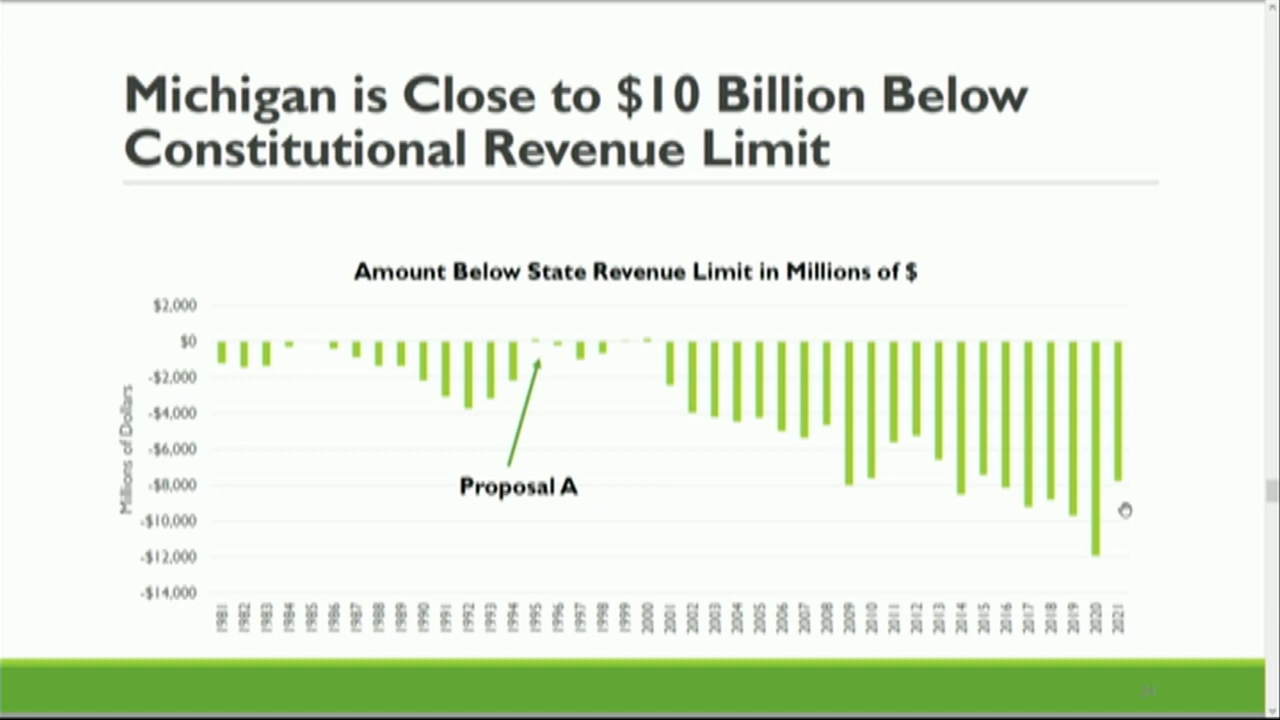 Michigan is Close to $10 Billion Below
Constitutional Revenue Limit
Amount Below State Revenue Limit in Millions of $
Millions of Dollars
$2,000
$0
-$2,000
-$4,000
-$6,000
-$8,000
-$10,000
-$12,000
-$14,000
Proposal A
1981 1982 1983 1984 1985 1986 1987 1988 1989 1990 1991 1992 1993 1994 1995 1996 1997 1998 1999 2000 2001 2002 2003 2004 2005 2006 2007 2008 2009 2010 2011 2012 2013 2014 2015 2016 2017 2018 2019 2020 2021